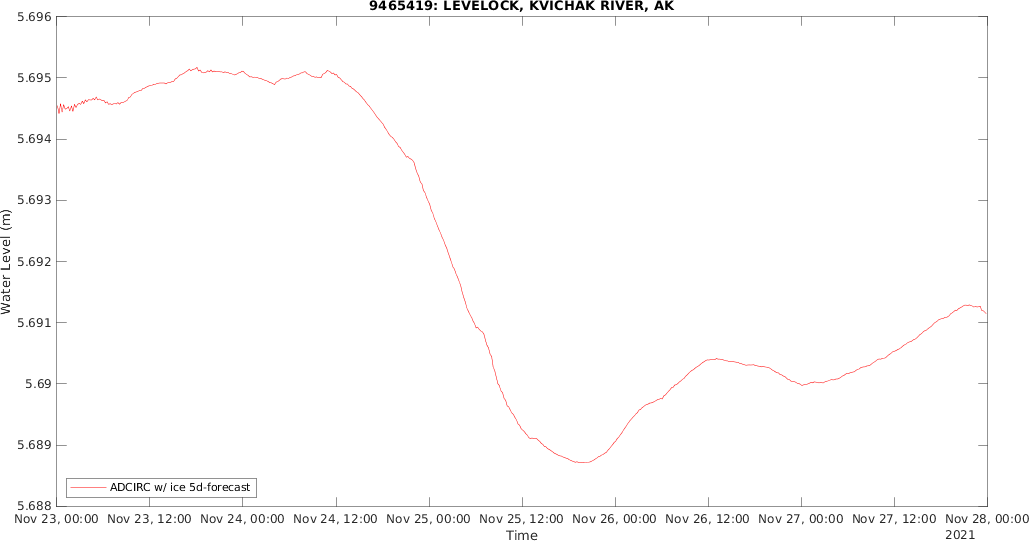 9465419: LEVELOCK, KVICHAK RIVER, AK
5.696
5.695
5.694
5.693
5.692
5.691
5.69
5.689
5.688
Water Level (m)
ADCIRC w/ ice 5d-forecast
Nov 23, 00:00 Nov 23, 12:00 Nov 24, 00:00 Nov 24, 12:00 Nov 25, 00:00 Nov 25, 12:00 Nov 26, 00:00 Nov 26, 12:00 Nov 27, 00:00 Nov 27, 12:00 Nov 28, 00:00
Time
2021